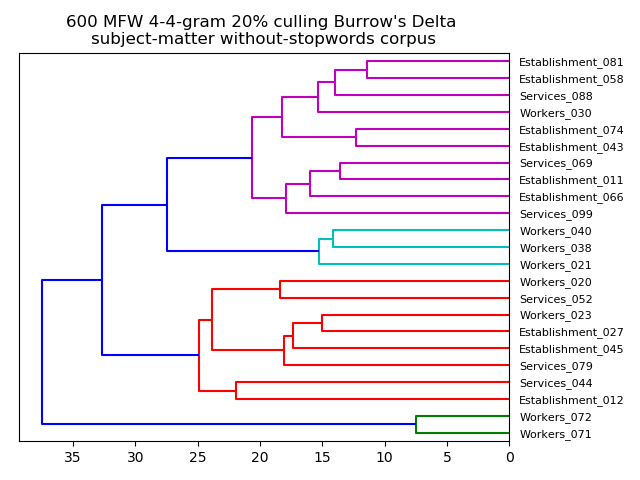 600 MFW 4-4-gram 20% culling Burrow's Delta
subject-matter without-stopwords corpus
Establishment_081
Establishment_058
Services_088
Workers_030
Establishment_074
Establishment_043
Services_069
Establishment_011
Establishment_066
Services_099
Workers_040
Workers_038
Workers_021
Workers_020
Services_052
Workers_023
Establishment_027
Establishment_045
Services_079
Services_044
Establishment_012
Workers_072
Workers_071
35 30 25 20 15 10 5 0